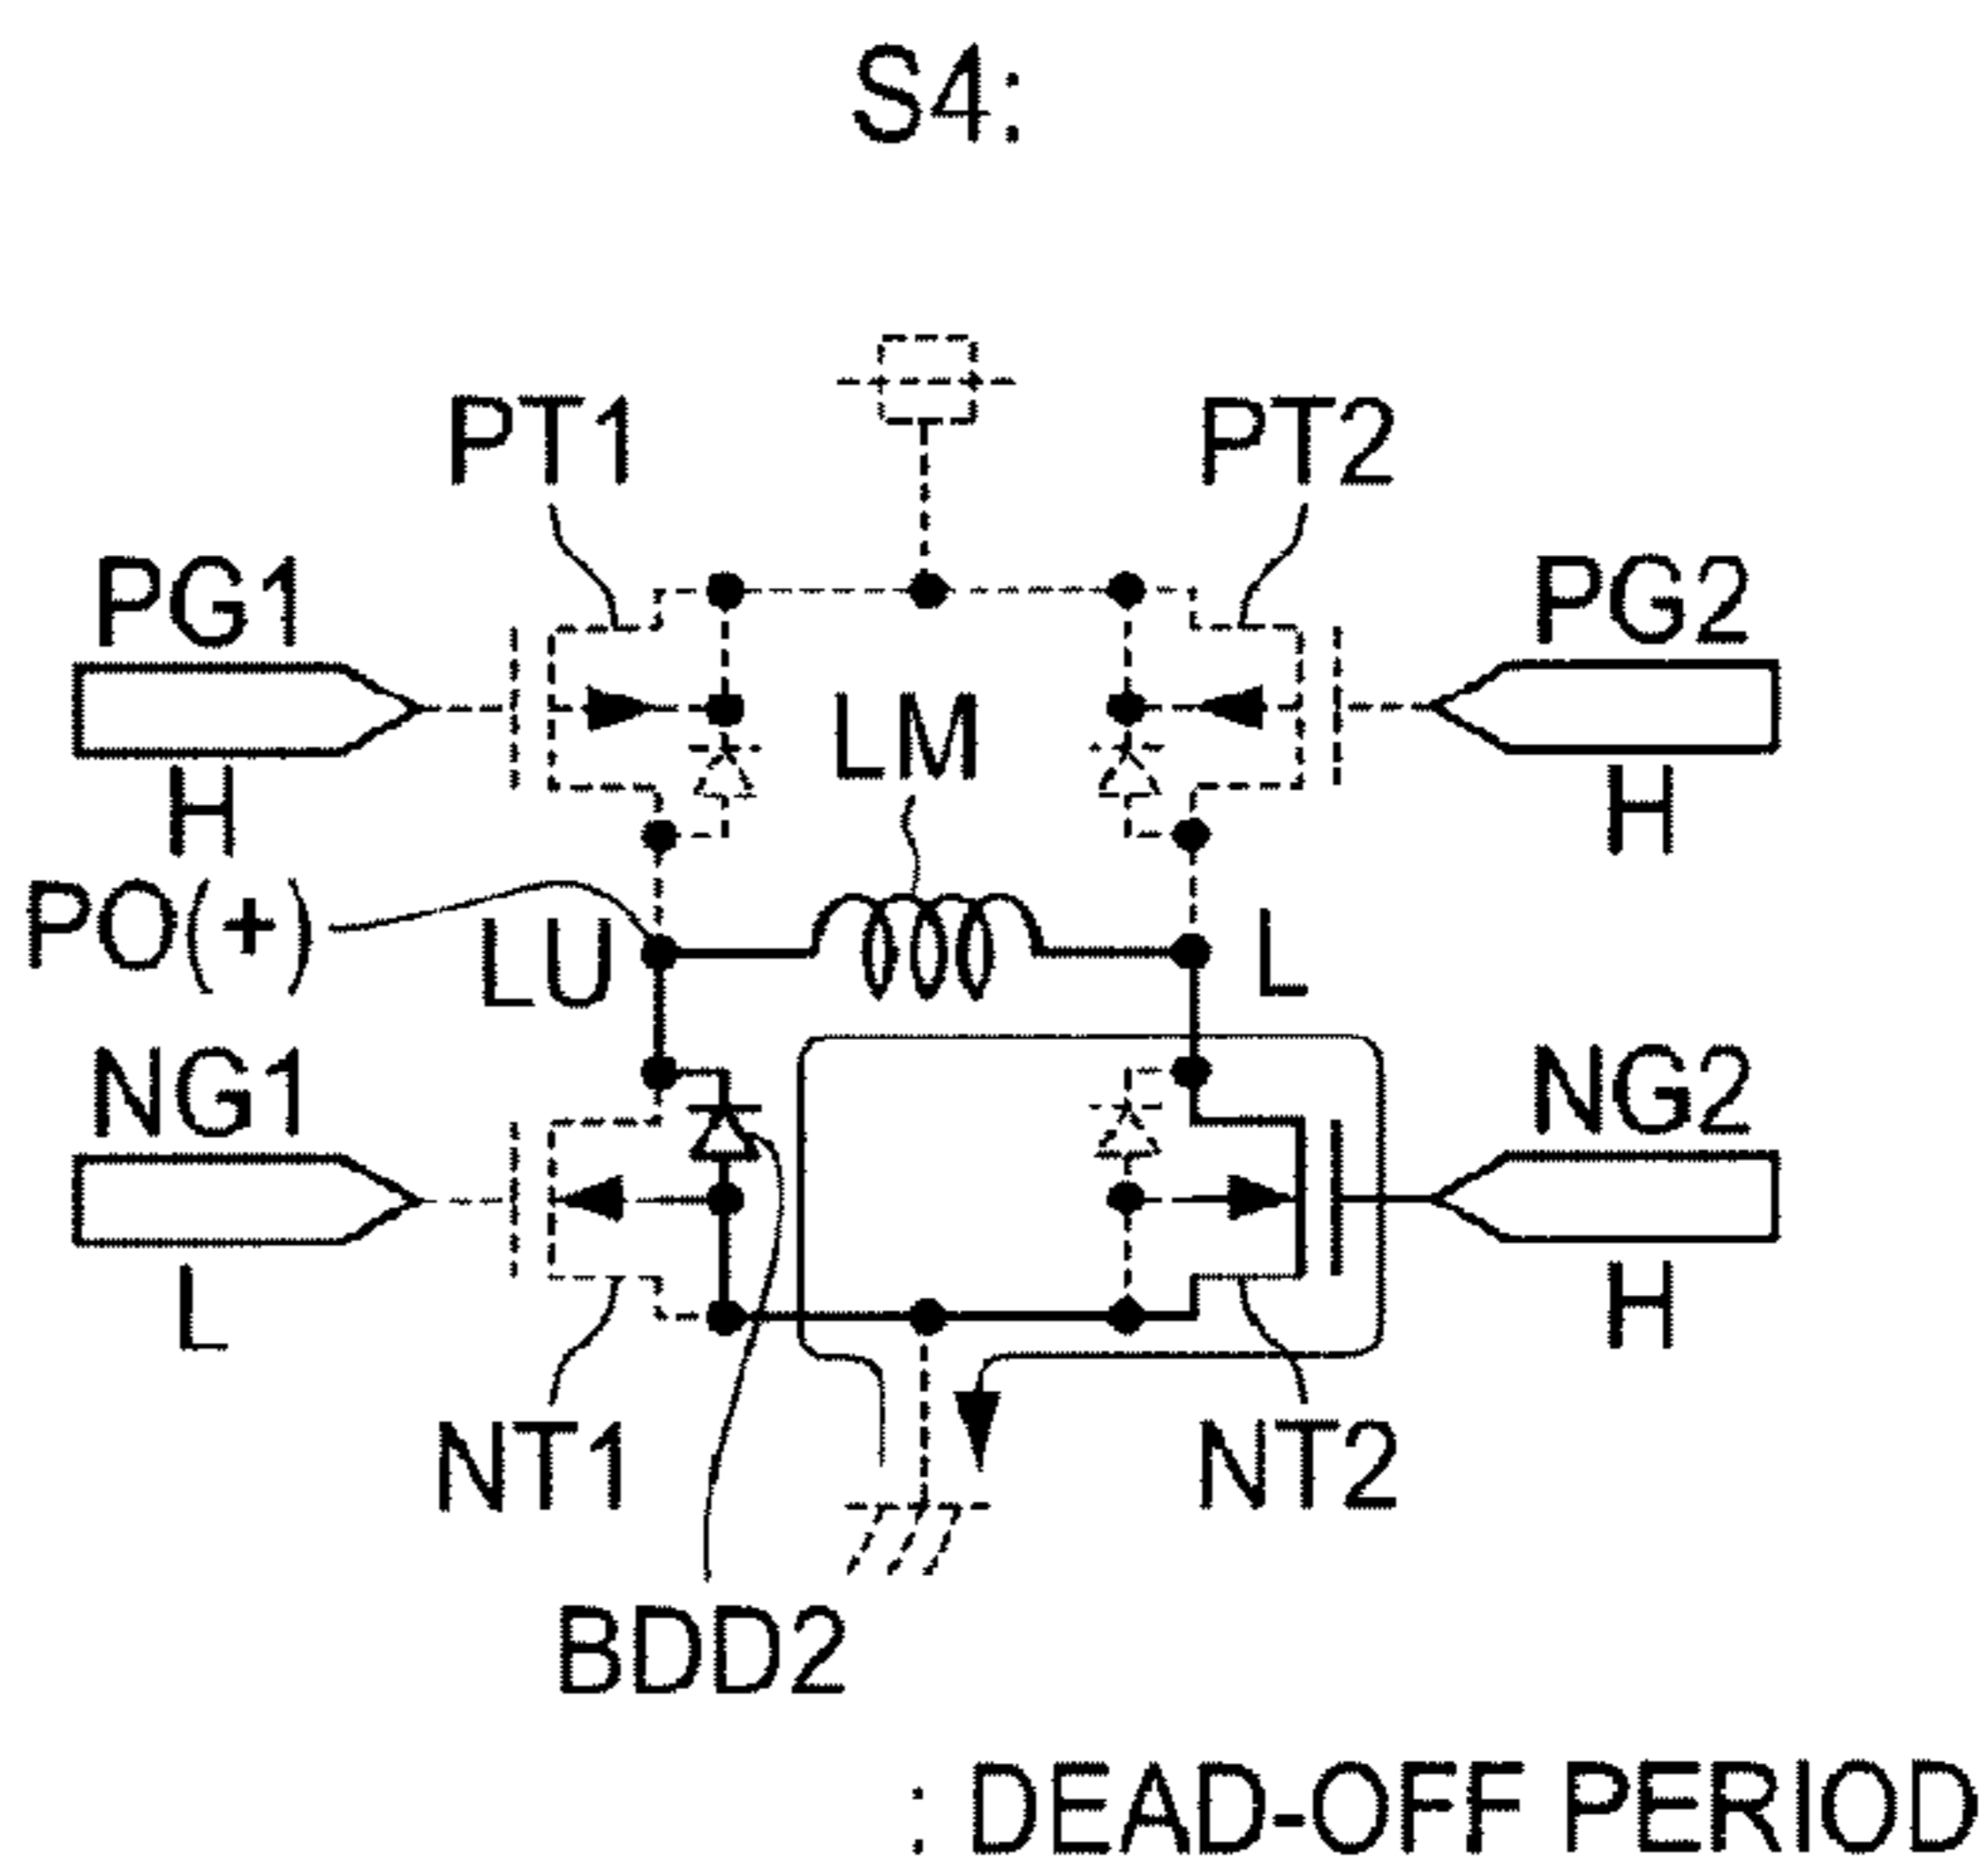 S4:
PT1
PT2
PG1
PG2
H
LM
H
PO(+)
LU
L
NG1
NG2
L
H
NT1
NT2
BDD2
: DEAD-OFF PERIOD